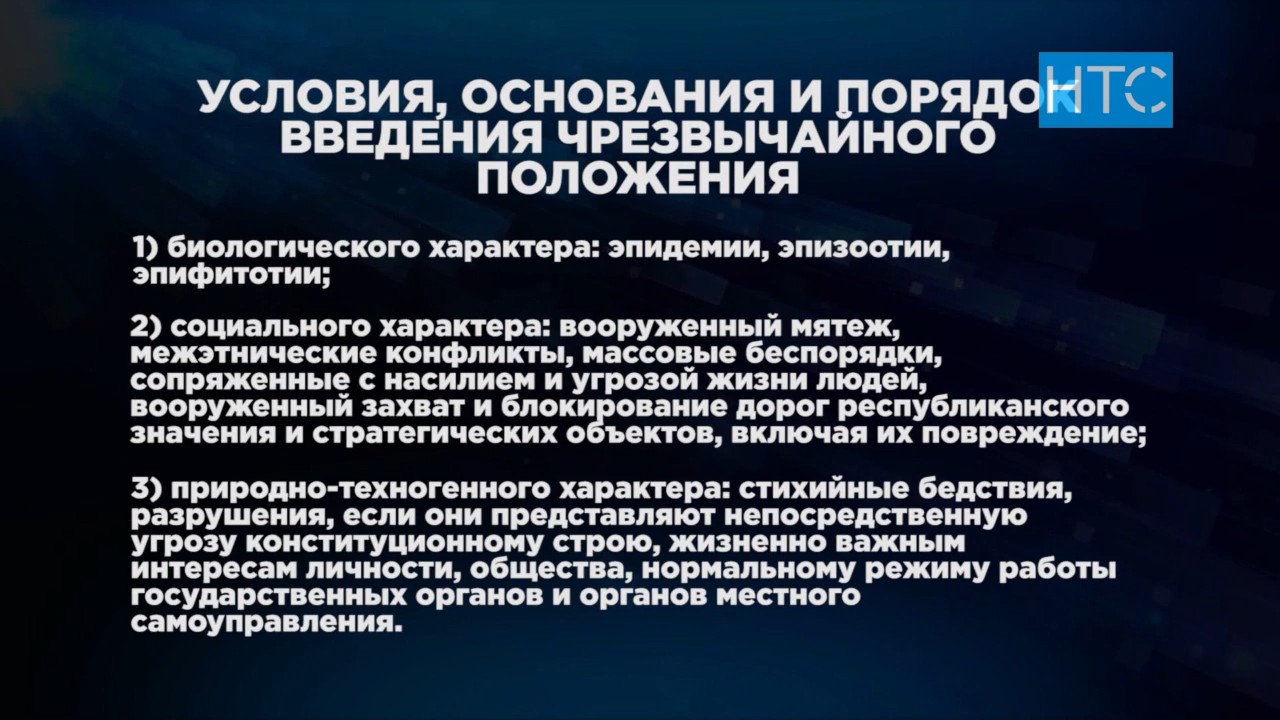 УСЛОВИЯ, ОСНОВАНИЯ И ПОРЯДОК
НТС
ВВЕДЕНИЯ ЧРЕЗВЫЧАЙНОГО
ПОЛОЖЕНИЯ
1) биологического характера: эпидемии, эпизоотии,
эпифитотии;
2) социального характера: вооруженный мятеж,
межэтнические конфликты, массовые беспорядки,
сопряженные с насилием и угрозой жизни людей,
вооруженный захват и блокирование дорог республиканского
значения и стратегических объектов, включая их повреждение;
3) природно-техногенного характера: стихийные бедствия,
разрушения, если они представляют непосредственную
угрозу конституционному строю, жизненно важным
интересам личности, общества, нормальному режиму работы
государственных органов и органов местного
самоуправления.